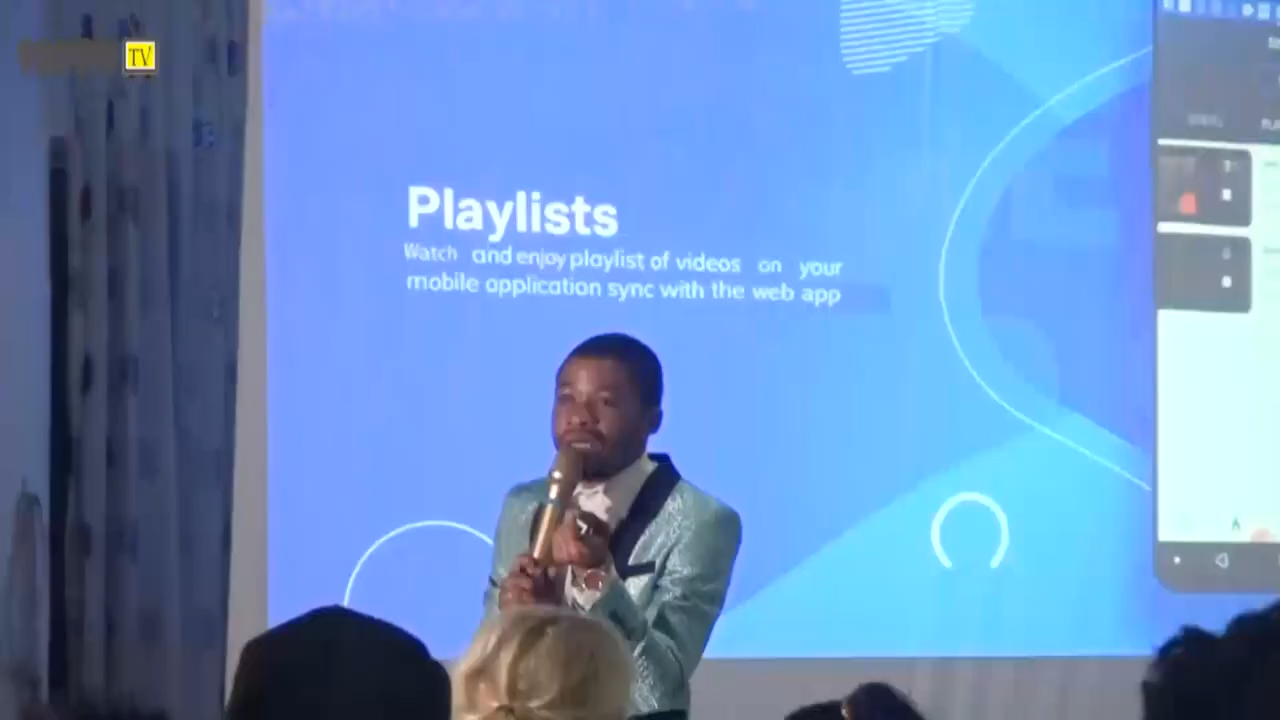 TV
Playlists
Watch and enjoy playlist of videos on your
mobile application sync with the web app